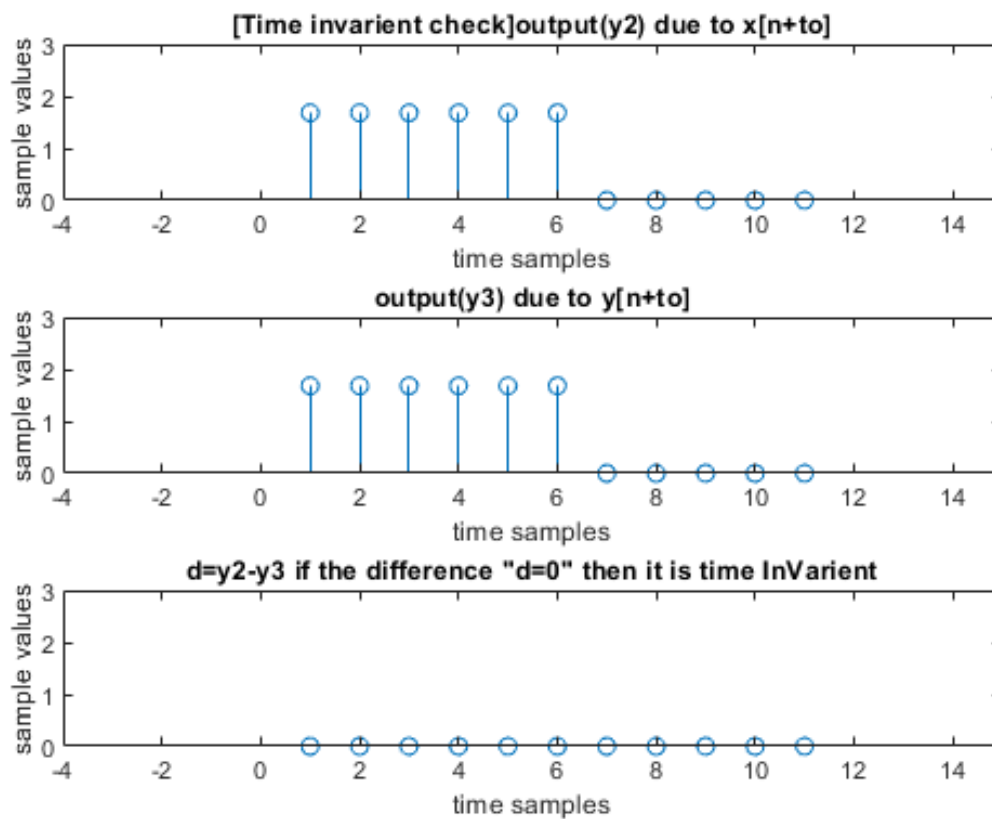 [Time invarient check]output(y2) due to x[n+to]
3
2
1
0
sample values
-4 -2 0 2 4 6 8 10 12 14
time samples
output(y3) due to y[n+to]
3
2
1
0
sample values
-4 -2 0 2 4 6 8 10 12 14
time samples
d=y2-y3 if the difference "d=0" then it is time InVarient
3
2
1
0
sample values
-4 -2 0 2 4 6 8 10 12 14
time samples